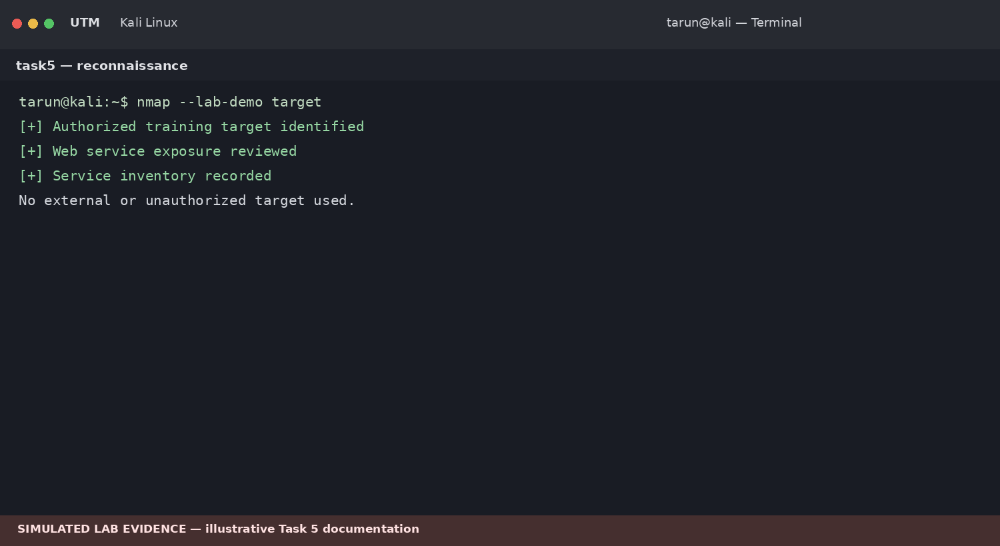 UTM Kali Linux tarun@kali — Terminal
task5 — reconnaissance
tarun@kali:~$ nmap --lab-demo target
[+] Authorized training target identified
[+] Web service exposure reviewed
[+] Service inventory recorded
No external or unauthorized target used.
SIMULATED LAB EVIDENCE — illustrative Task 5 documentation